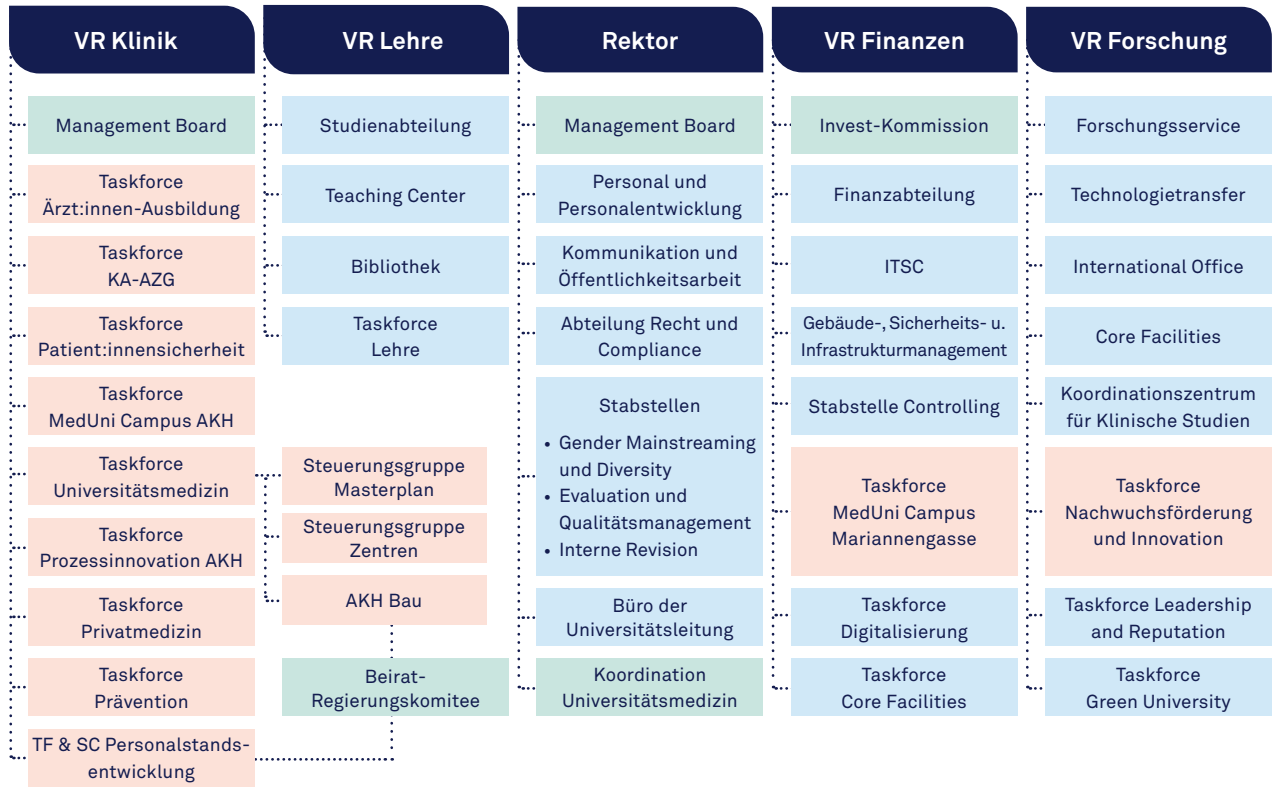 VR Klinik
Management Board
Taskforce
Ärzt:innen-Ausbildung
Taskforce
KA-AZG
Taskforce
Patient:innensicherheit
Taskforce
MedUni Campus AKH
Taskforce
Universitätsmedizin
Taskforce
Prozessinnovation AKH
Taskforce
Privatmedizin
Taskforce
Prävention
TF & SC Personalstands-
entwicklung
VR Lehre
Studienabteilung
Teaching Center
Bibliothek
Taskforce
Lehre
Steuerungsgruppe
Masterplan
Steuerungsgruppe
Zentren
AKH Bau
Beirat-
Regierungskomitee
Rektor
Management Board
Personal und
Personalentwicklung
Kommunikation und
Öffentlichkeitsarbeit
Abteilung Recht und
Compliance
Stabstellen
• Gender Mainstreaming
und Diversity
• Evaluation und
Qualitätsmanagement
• Interne Revision
Büro der
Universitätsleitung
Koordination
Universitätsmedizin
VR Finanzen
Invest-Kommission
Finanzabteilung
ITSC
Gebäude-, Sicherheits- u.
Infrastrukturmanagement
Stabstelle Controlling
Taskforce
MedUni Campus
Mariannengasse
Taskforce
Digitalisierung
Taskforce
Core Facilities
VR Forschung
Forschungsservice
Technologietransfer
International Office
Core Facilities
Koordinationszentrum
für Klinische Studien
Taskforce
Nachwuchsförderung
und Innovation
Taskforce Leadership
and Reputation
Taskforce
Green University